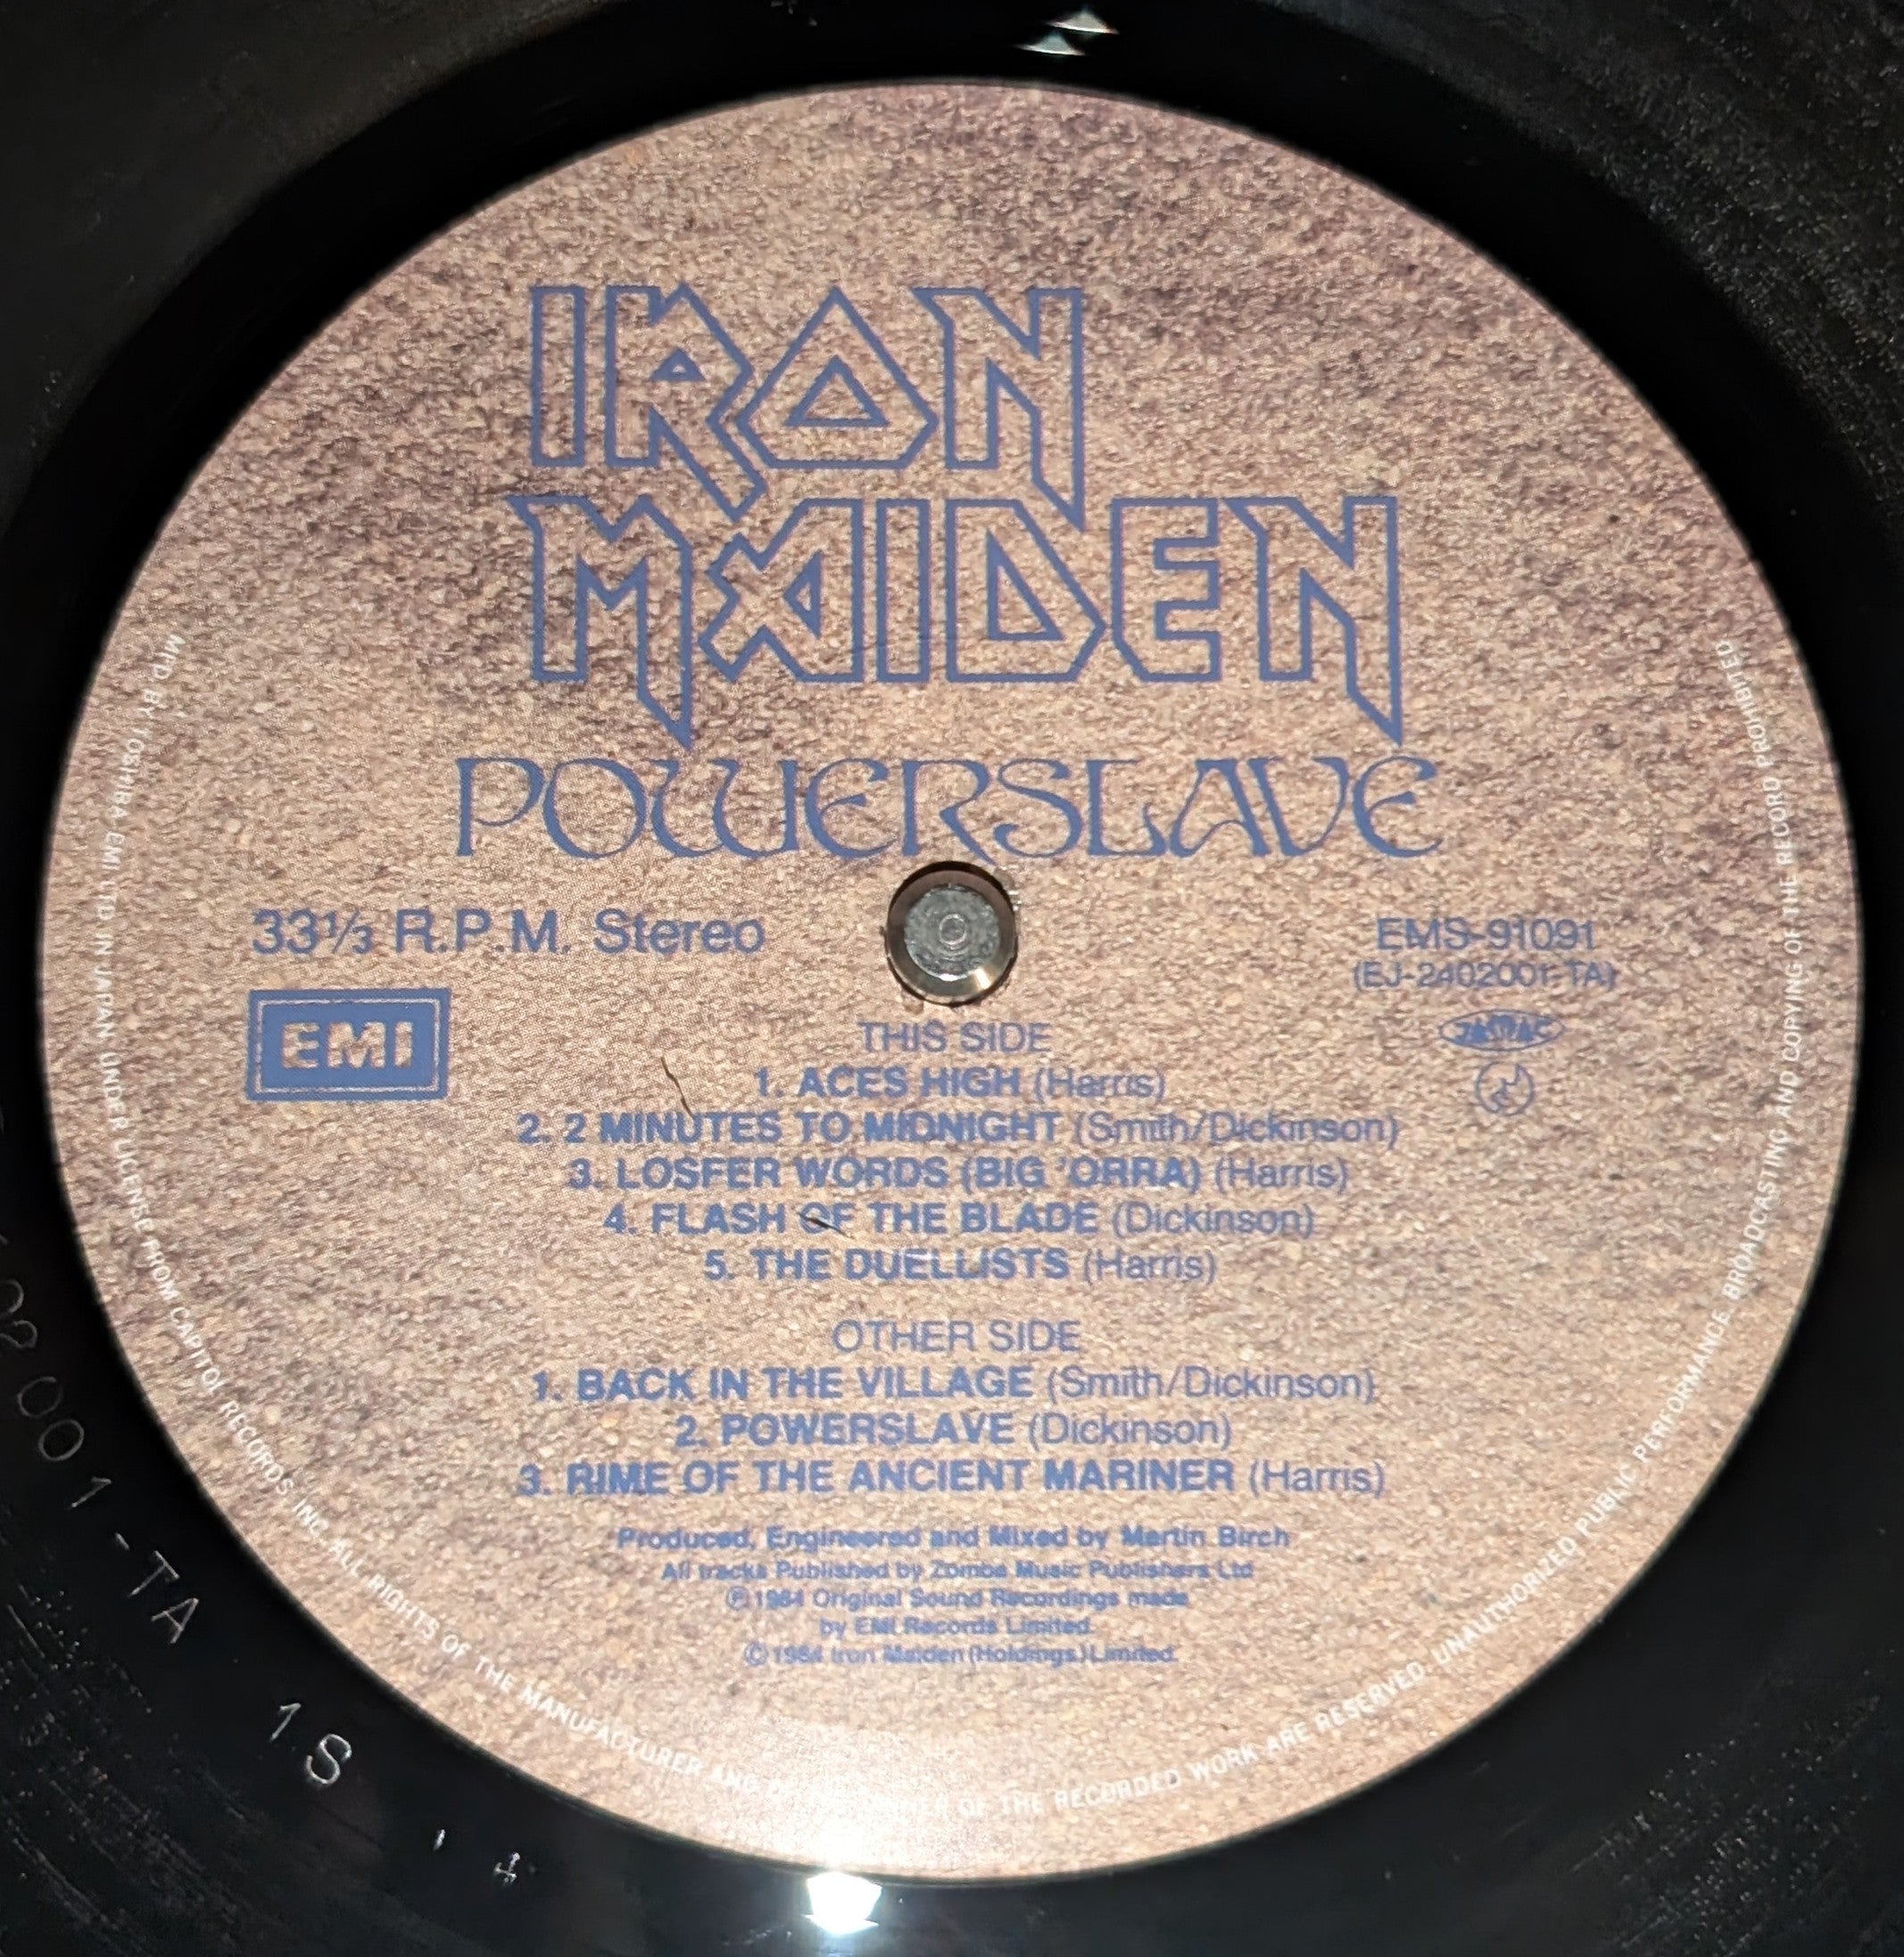 IRON
MAIDEN
POWERSLAVE
33⅓ R.P.M. Stereo
EMS-91091
(EJ-2402001-TA)
EMI
JASRAC
THIS SIDE
1. ACES HIGH (Harris)
2. 2 MINUTES TO MIDNIGHT (Smith/Dickinson)
3. LOSFER WORDS (BIG 'ORRA) (Harris)
4. FLASH OF THE BLADE (Dickinson)
5. THE DUELLISTS (Harris)
OTHER SIDE
1. BACK IN THE VILLAGE (Smith/Dickinson)
2. POWERSLAVE (Dickinson)
3. RIME OF THE ANCIENT MARINER (Harris)
Produced, Engineered and Mixed by Martin Birch
All tracks Published by Zomba Music Publishers Ltd
Ⓟ1984 Original Sound Recordings made
by EMI Records Limited.
©1984 Iron Maiden (Holdings) Limited.
MFD BY TOSHIBA EMI LTD IN JAPAN UNDER LICENSE FROM CAPITOL RECORDS INC. ALL RIGHTS OF THE MANUFACTURER AND OF THE OWNER OF THE RECORDED WORK ARE RESERVED. UNAUTHORIZED PUBLIC PERFORMANCE, BROADCASTING AND COPYING OF THE RECORD PROHIBITED
02001-TA 1S